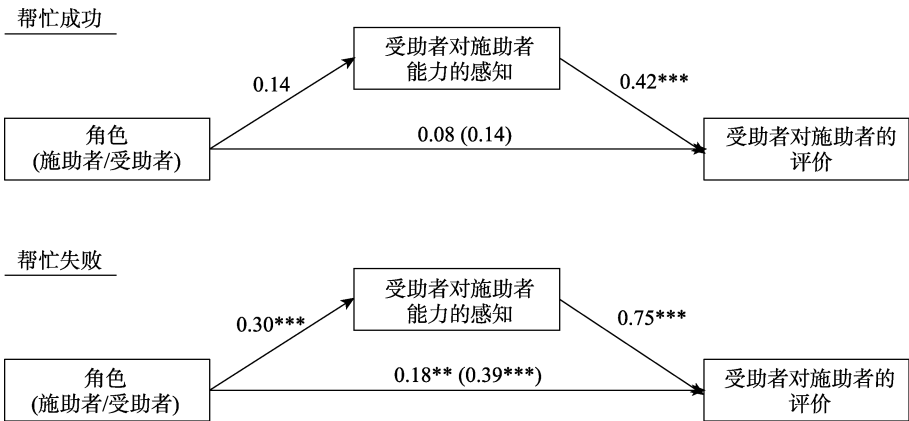 帮忙成功
受助者对施助者
能力的感知
0.14
0.42***
0.08 (0.14)
角色
(施助者/受助者)
受助者对施助者的
评价
帮忙失败
受助者对施助者
能力的感知
0.30***
0.75***
0.18** (0.39***)
角色
(施助者/受助者)
受助者对施助者的
评价